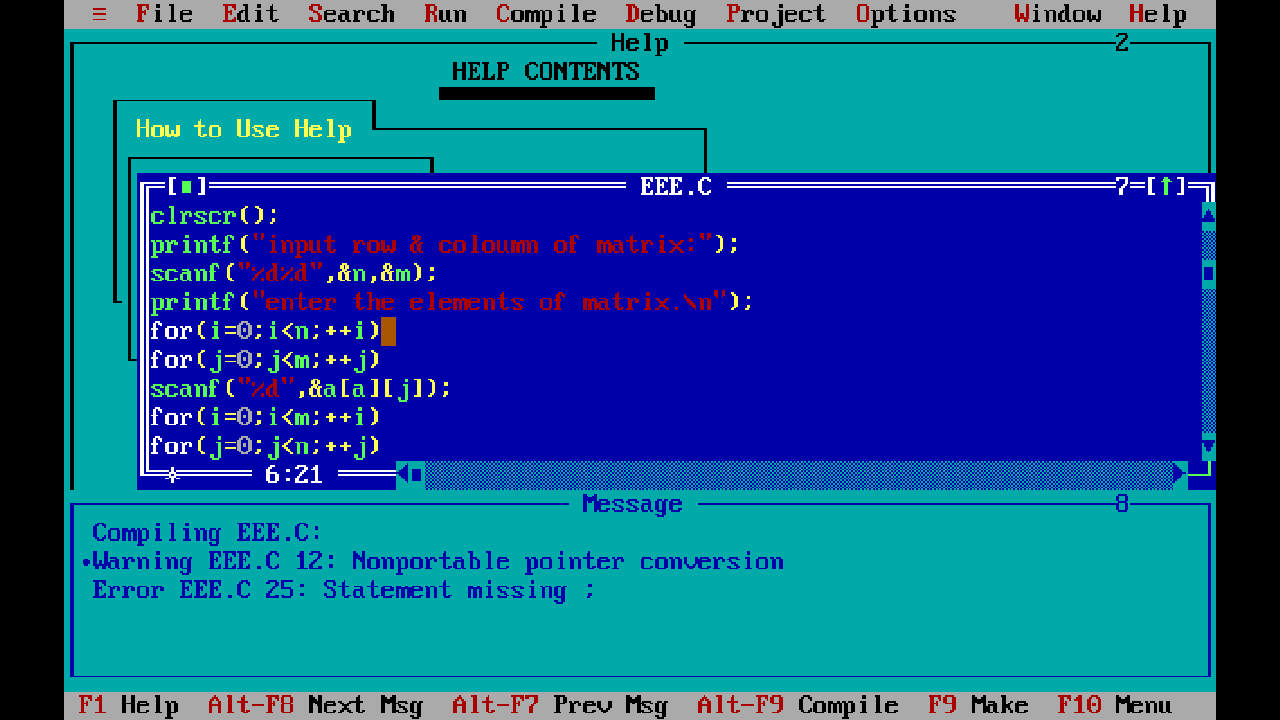 ≡ File Edit Search Run Compile Debug Project Options Window Help
Help 2
HELP CONTENTS
How to Use Help
[■] EEE.C 7=[↑]
clrscr();
printf("input row & coloumn of matrix:");
scanf("%d%d",&n,&m);
printf("enter the elements of matrix.\n");
for(i=0;i<n;++i)
for(j=0;j<m;++j)
scanf("%d",&a[a][j]);
for(i=0;i<m;++i)
for(j=0;j<n;++j)
6:21
Message 8
Compiling EEE.C:
•Warning EEE.C 12: Nonportable pointer conversion
Error EEE.C 25: Statement missing ;
F1 Help Alt-F8 Next Msg Alt-F7 Prev Msg Alt-F9 Compile F9 Make F10 Menu